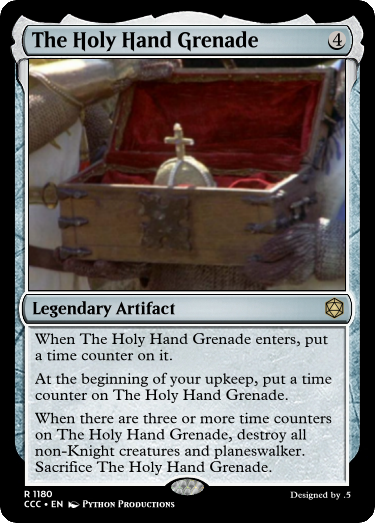 The Holy Hand Grenade 4
Legendary Artifact
When The Holy Hand Grenade enters, put
a time counter on it.
At the beginning of your upkeep, put a time
counter on The Holy Hand Grenade.
When there are three or more time counters
on The Holy Hand Grenade, destroy all
non-Knight creatures and planeswalker.
Sacrifice The Holy Hand Grenade.
R 1180
CCC • EN Python Productions
Designed by .5